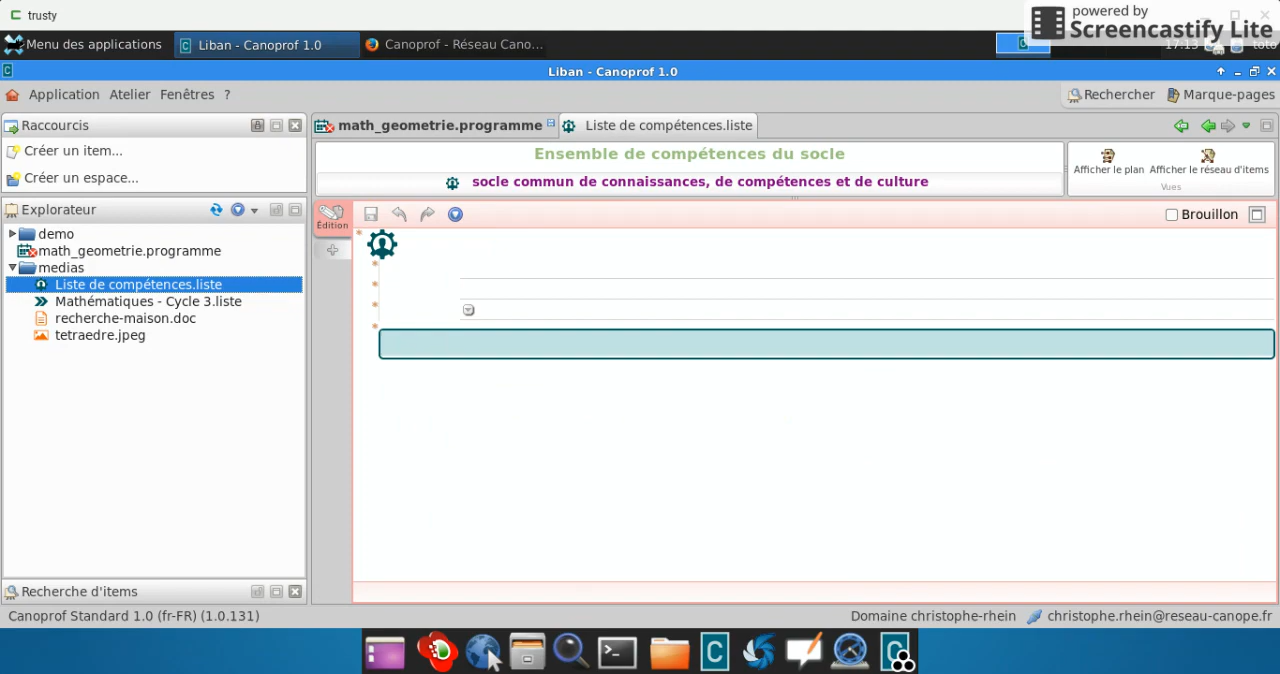 trusty
powered by
Screencastify Lite
Menu des applications
Liban - Canoprof 1.0
Canoprof - Réseau Cano...
17:13
toto
Liban - Canoprof 1.0
Application Atelier Fenêtres ?
Rechercher
Marque-pages
Raccourcis
Créer un item...
Créer un espace...
Explorateur
demo
math_geometrie.programme
medias
Liste de compétences.liste
Mathématiques - Cycle 3.liste
recherche-maison.doc
tetraedre.jpeg
Recherche d'items
math_geometrie.programme
Liste de compétences.liste
Ensemble de compétences du socle
socle commun de connaissances, de compétences et de culture
Afficher le plan
Afficher le réseau d'items
Vues
Édition
Brouillon
Canoprof Standard 1.0 (fr-FR) (1.0.131)
Domaine christophe-rhein
christophe.rhein@reseau-canope.fr